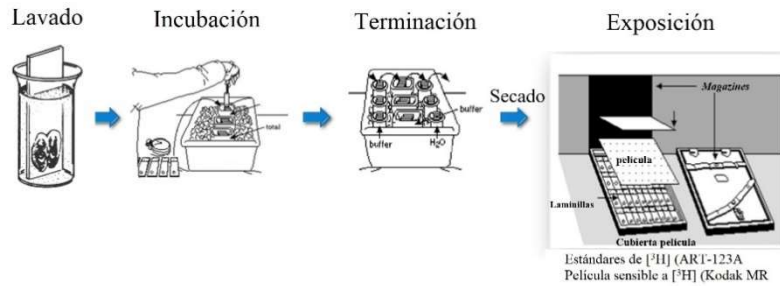 Lavado
Incubación
Terminación
Exposición
total
buffer
buffer
H₂O
Secado
Magazines
película
Laminillas
Cubierta película
Estándares de [³H] (ART-123A
Película sensible a [³H] (Kodak MR